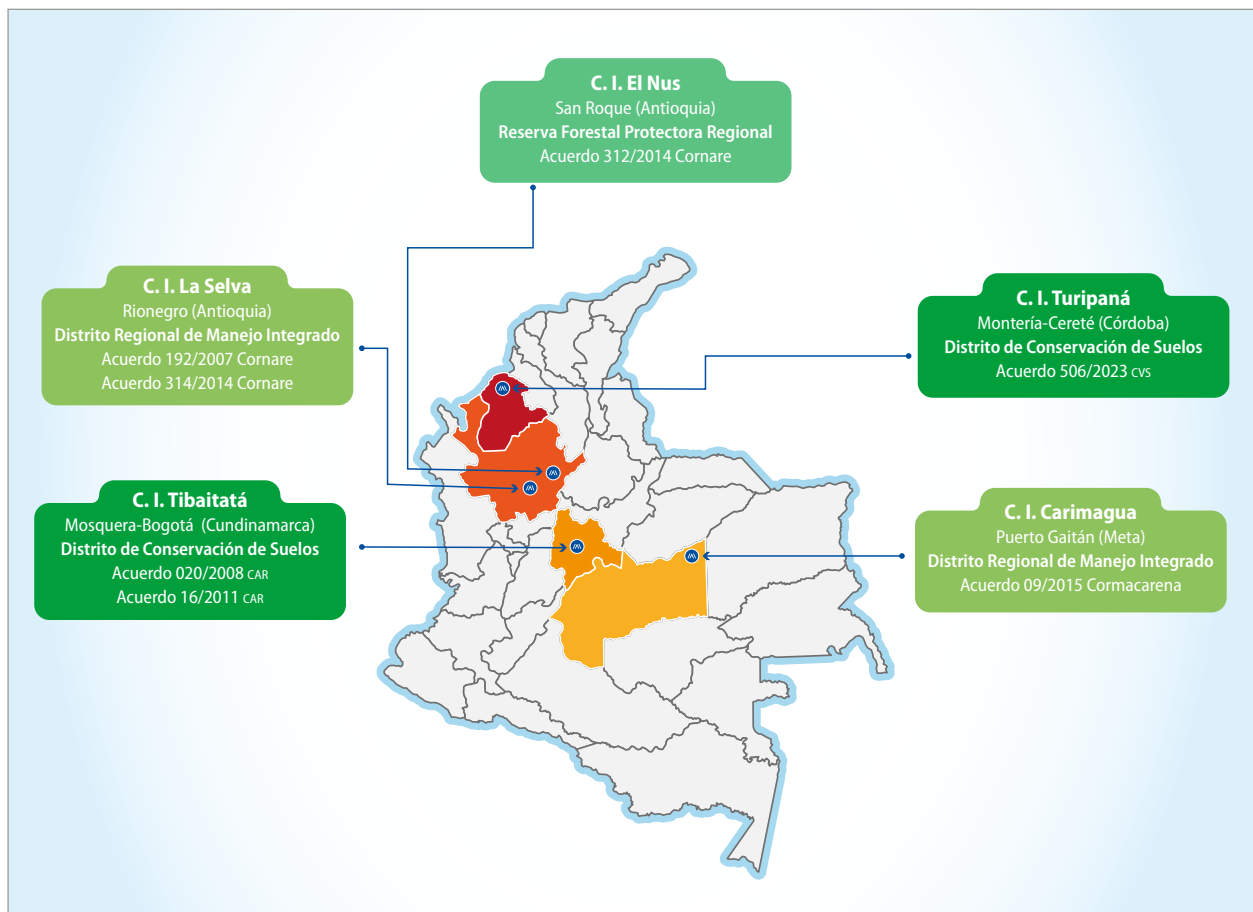 C. I. El Nus
San Roque (Antioquia)
Reserva Forestal Protectora Regional
Acuerdo 312/2014 Cornare
C. I. La Selva
Rionegro (Antioquia)
Distrito Regional de Manejo Integrado
Acuerdo 192/2007 Cornare
Acuerdo 314/2014 Cornare
C. I. Turipaná
Montería-Cereté (Córdoba)
Distrito de Conservación de Suelos
Acuerdo 506/2023 CVS
C. I. Tibaitatá
Mosquera-Bogotá (Cundinamarca)
Distrito de Conservación de Suelos
Acuerdo 020/2008 CAR
Acuerdo 16/2011 CAR
C. I. Carimagua
Puerto Gaitán (Meta)
Distrito Regional de Manejo Integrado
Acuerdo 09/2015 Cormacarena